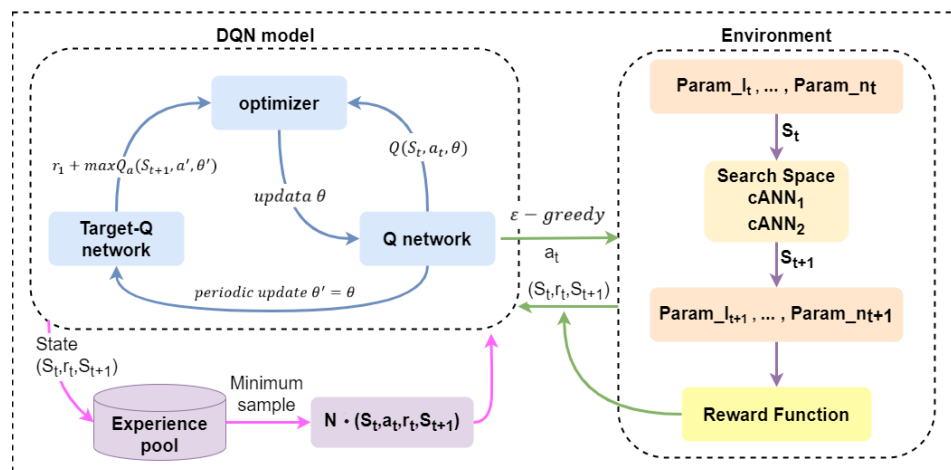 DQN model
optimizer
r₁ + maxQₐ(Sₜ₊₁, a′, θ′)
Q(Sₜ, aₜ, θ)
updata θ
Target-Q
network
Q network
periodic update θ′ = θ
ε − greedy
aₜ
(Sₜ,rₜ,Sₜ₊₁)
Environment
Param_Iₜ , ... , Param_nₜ
Sₜ
Search Space
cANN₁
cANN₂
Sₜ₊₁
Param_Iₜ₊₁ , ... , Param_nₜ₊₁
Reward Function
State
(Sₜ,rₜ,Sₜ₊₁)
Experience
pool
Minimum
sample
N · (Sₜ,aₜ,rₜ,Sₜ₊₁)